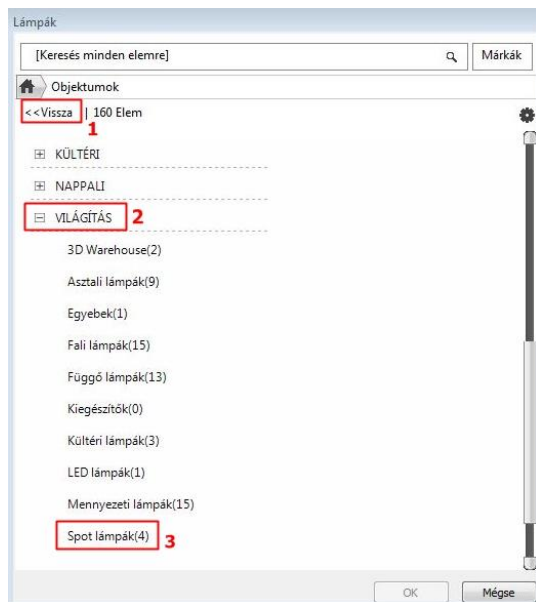 Lámpák
[Keresés minden elemre] Márkák
Objektumok
<<Vissza | 160 Elem
1
KÜLTÉRI
NAPPALI
VILÁGÍTÁS 2
3D Warehouse(2)
Asztali lámpák(9)
Egyebek(1)
Fali lámpák(15)
Függő lámpák(13)
Kiegészítők(0)
Kültéri lámpák(3)
LED lámpák(1)
Mennyezeti lámpák(15)
Spot lámpák(4) 3
OK Mégse